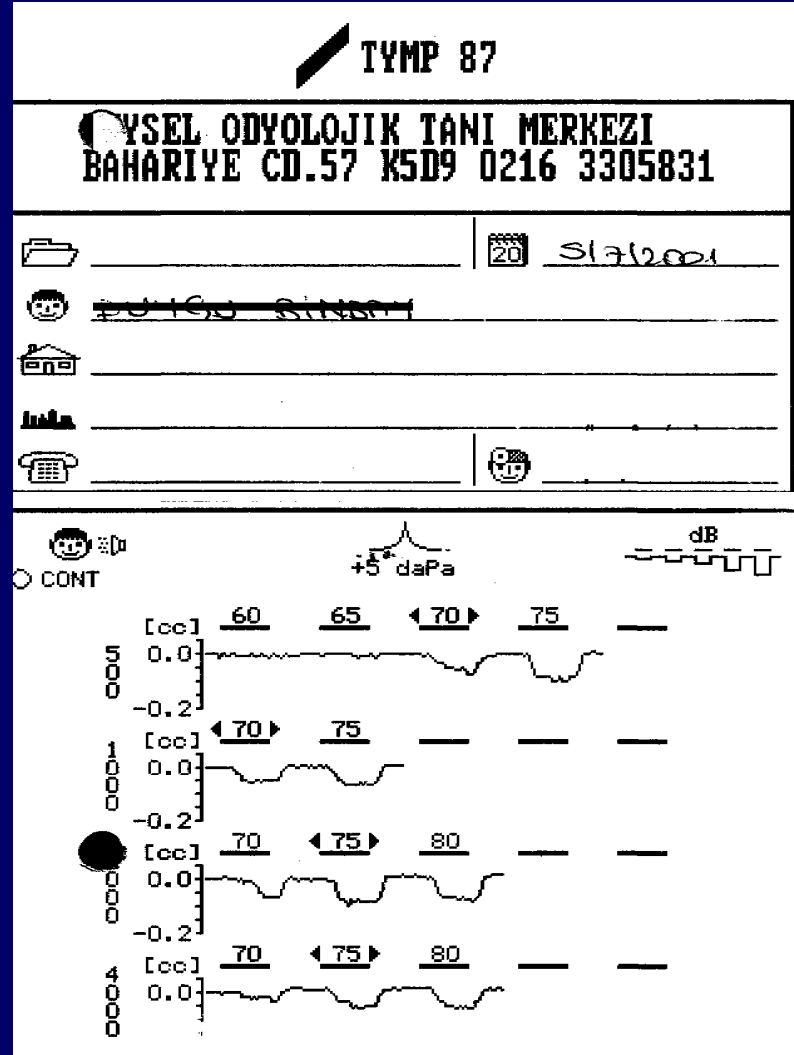 TYMP 87
YSEL ODYOLOJIK TANI MERKEZI
BAHARIYE CD.57 K5D9 0216 3305831
20 5/7/2001
dB
+5 daPa
CONT
[cc] 60 65 70 75
500 0.0
-0.2
[cc] 70 75
1000 0.0
-0.2
[cc] 70 75 80
000 0.0
-0.2
[cc] 70 75 80
4000 0.0